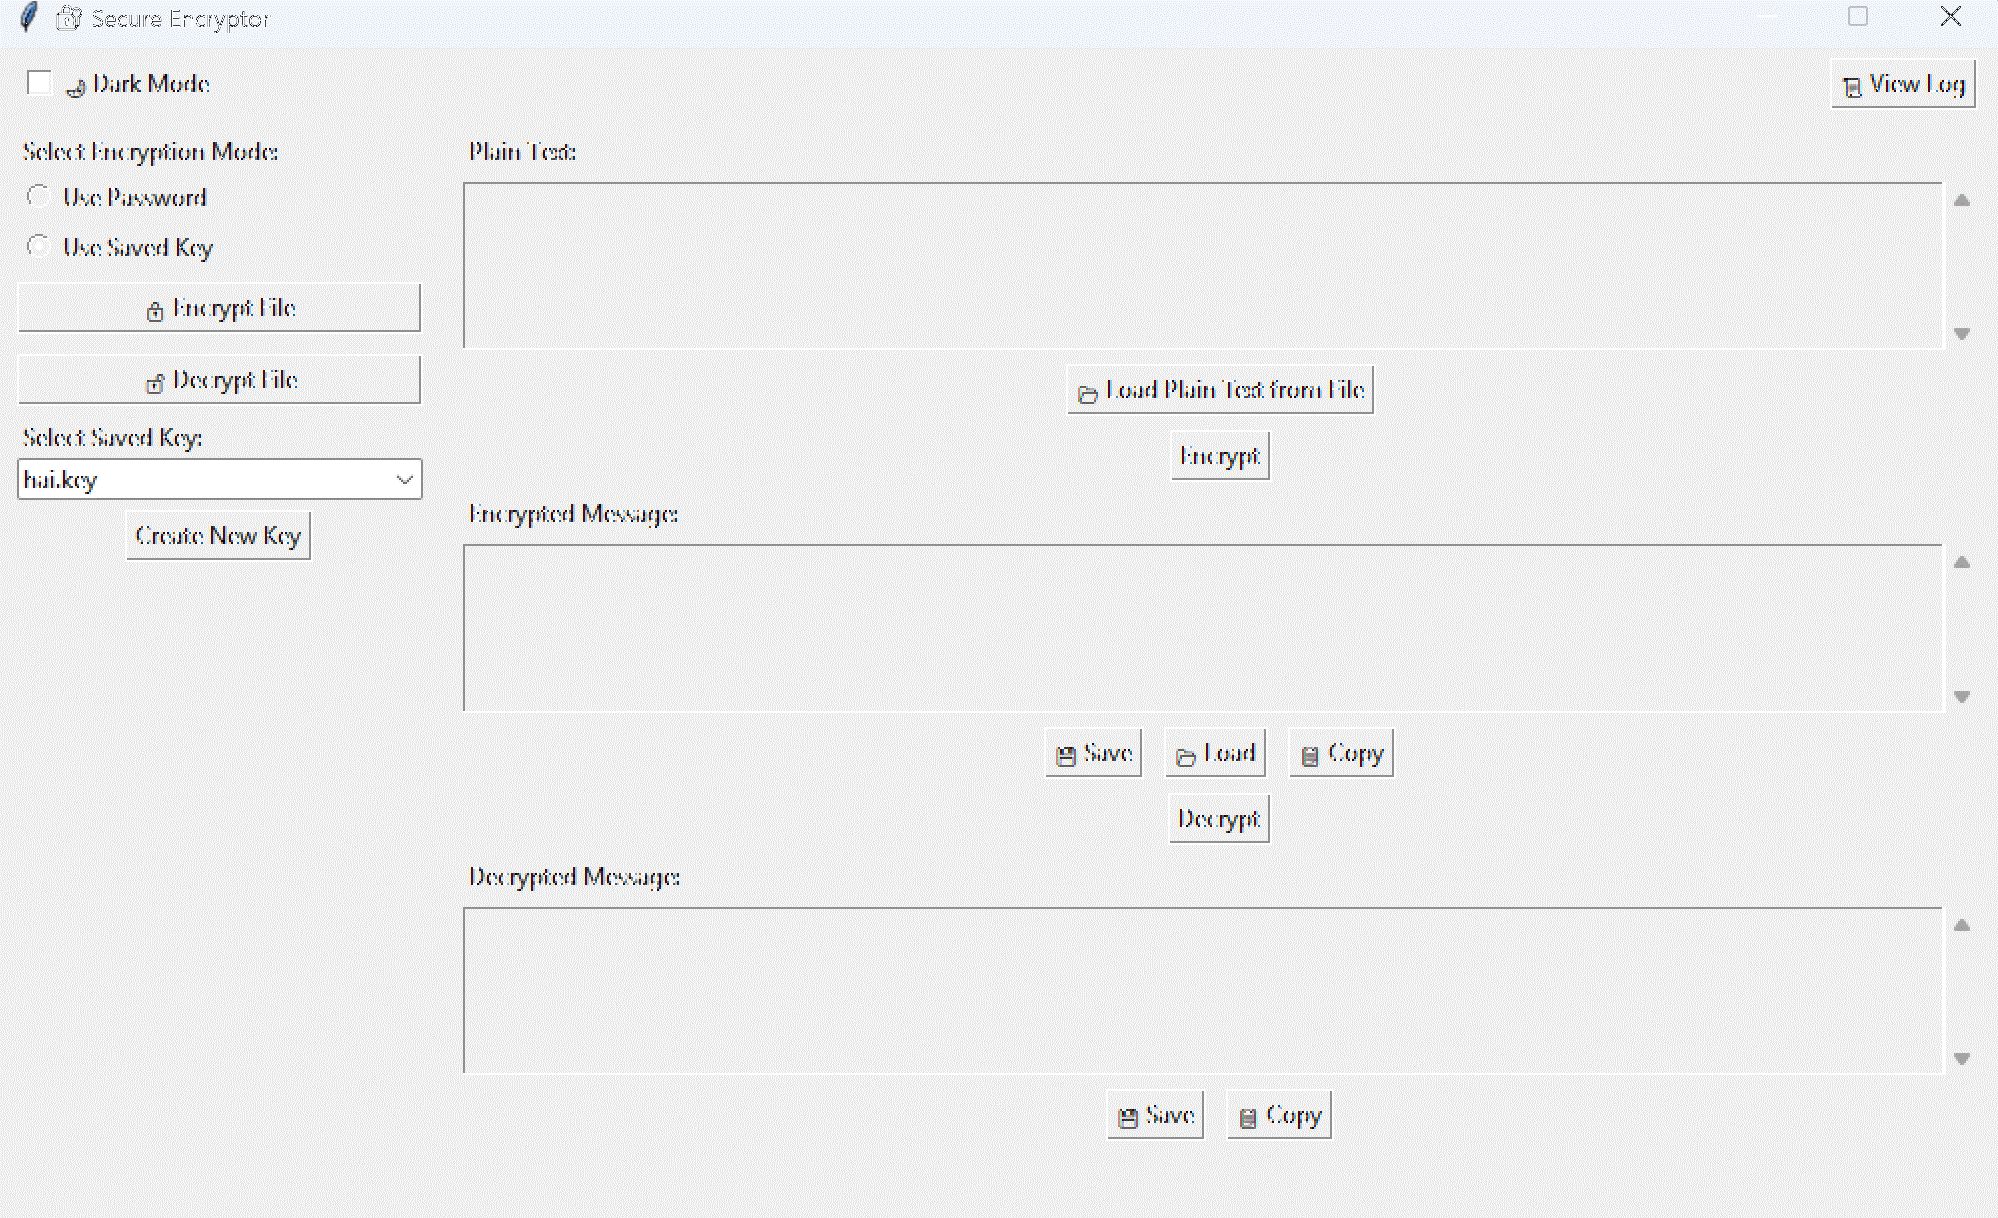 Secure Encryptor
Dark Mode
View Log
Select Encryption Mode:
Use Password
Use Saved Key
Encrypt File
Decrypt File
Select Saved Key:
hai.key
Create New Key
Plain Text:
Load Plain Text from File
Encrypt
Encrypted Message:
Save Load Copy
Decrypt
Decrypted Message:
Save Copy